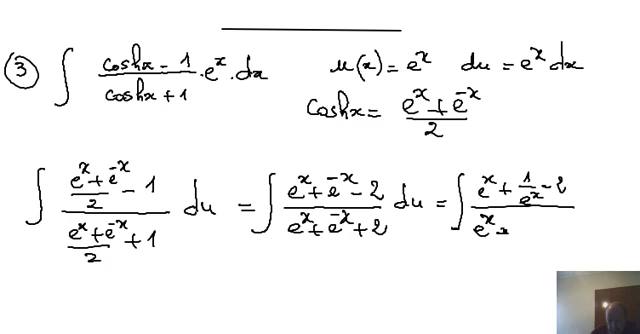 ③ ∫ (coshx - 1)/(coshx + 1) · e^x · dx   u(x) = e^x   du = e^x dx
coshx = (e^x + e^-x)/2
∫ ((e^x + e^-x)/2 - 1)/((e^x + e^-x)/2 + 1) du = ∫ (e^x + e^-x - 2)/(e^x + e^-x + 2) du = ∫ (e^x + 1/e^x - 2)/(e^x +